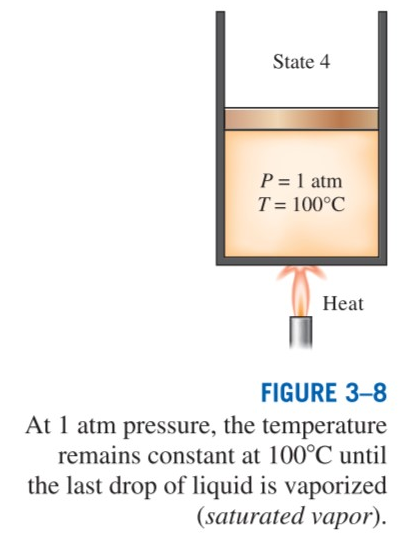 State 4
P = 1 atm
T = 100°C
Heat
FIGURE 3–8
At 1 atm pressure, the temperature
remains constant at 100°C until
the last drop of liquid is vaporized
(saturated vapor).